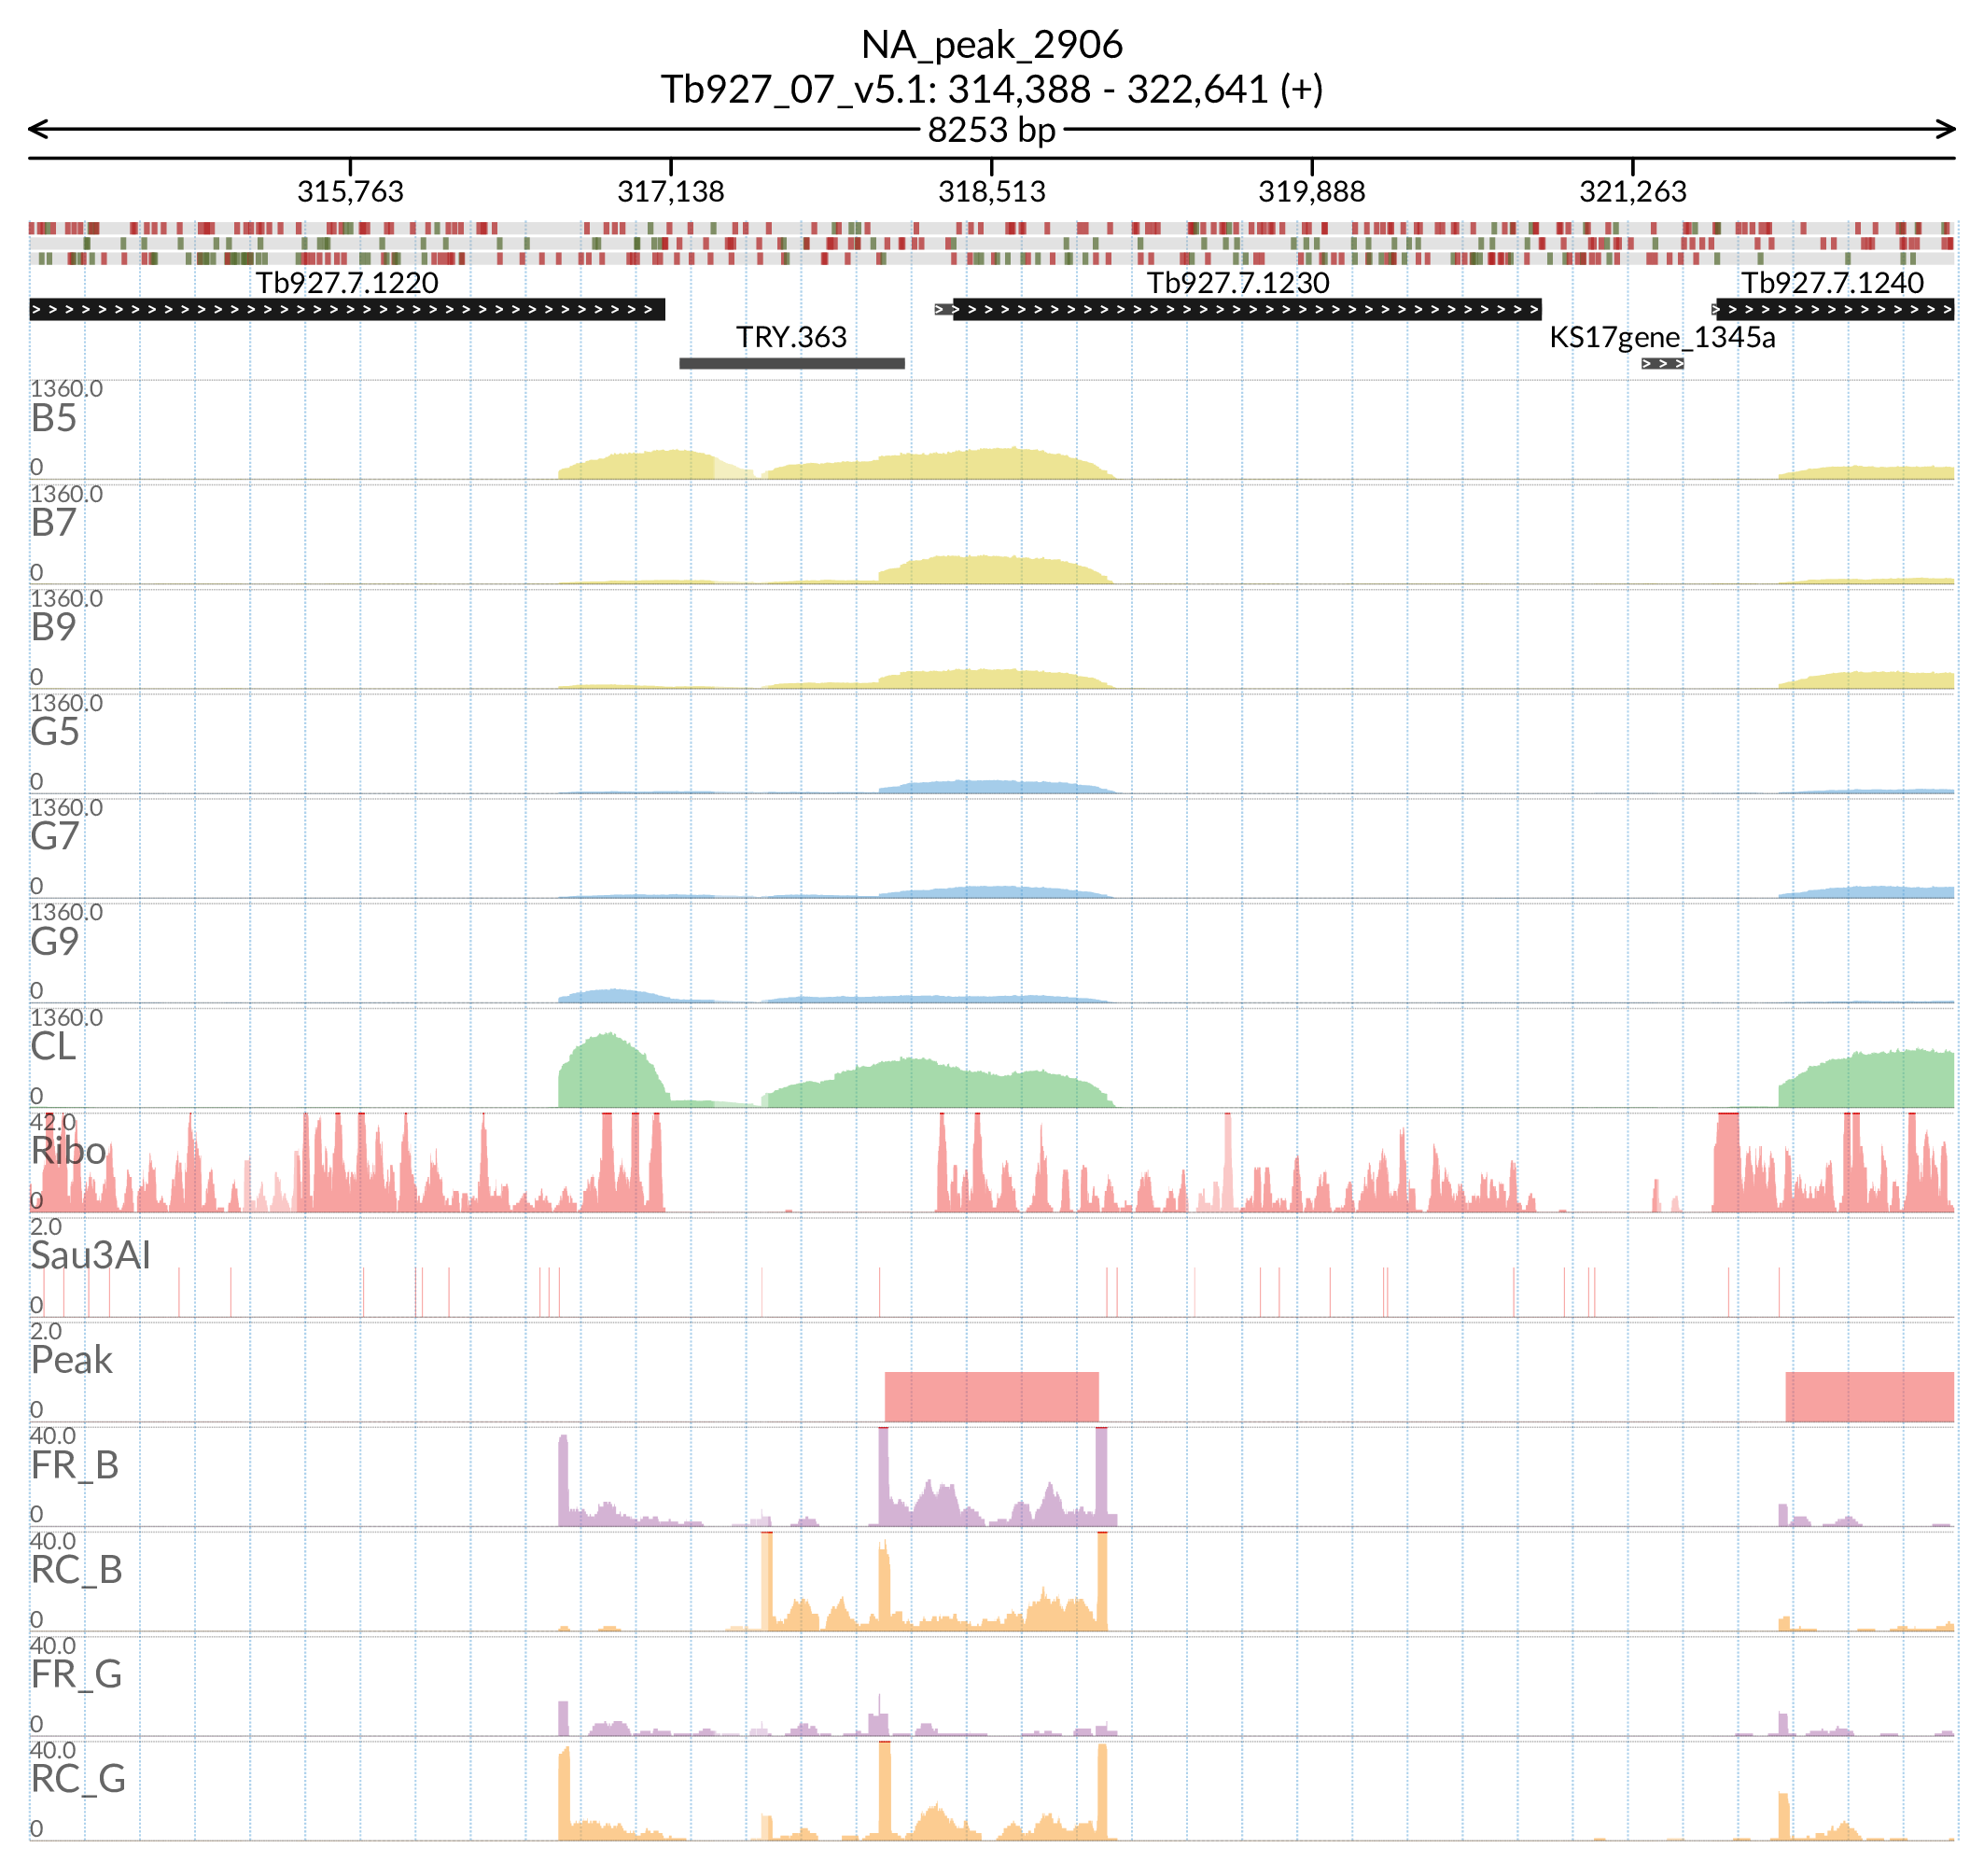 NA_peak_2906
Tb927_07_v5.1: 314,388 - 322,641 (+)
8253 bp
315,763 317,138 318,513 319,888 321,263
Tb927.7.1220 Tb927.7.1230 Tb927.7.1240
TRY.363 KS17gene_1345a
1360.0
B5
0
1360.0
B7
0
1360.0
B9
0
1360.0
G5
0
1360.0
G7
0
1360.0
G9
0
1360.0
CL
0
42.0
Ribo
0
2.0
Sau3AI
0
2.0
Peak
0
40.0
FR_B
0
40.0
RC_B
0
40.0
FR_G
0
40.0
RC_G
0